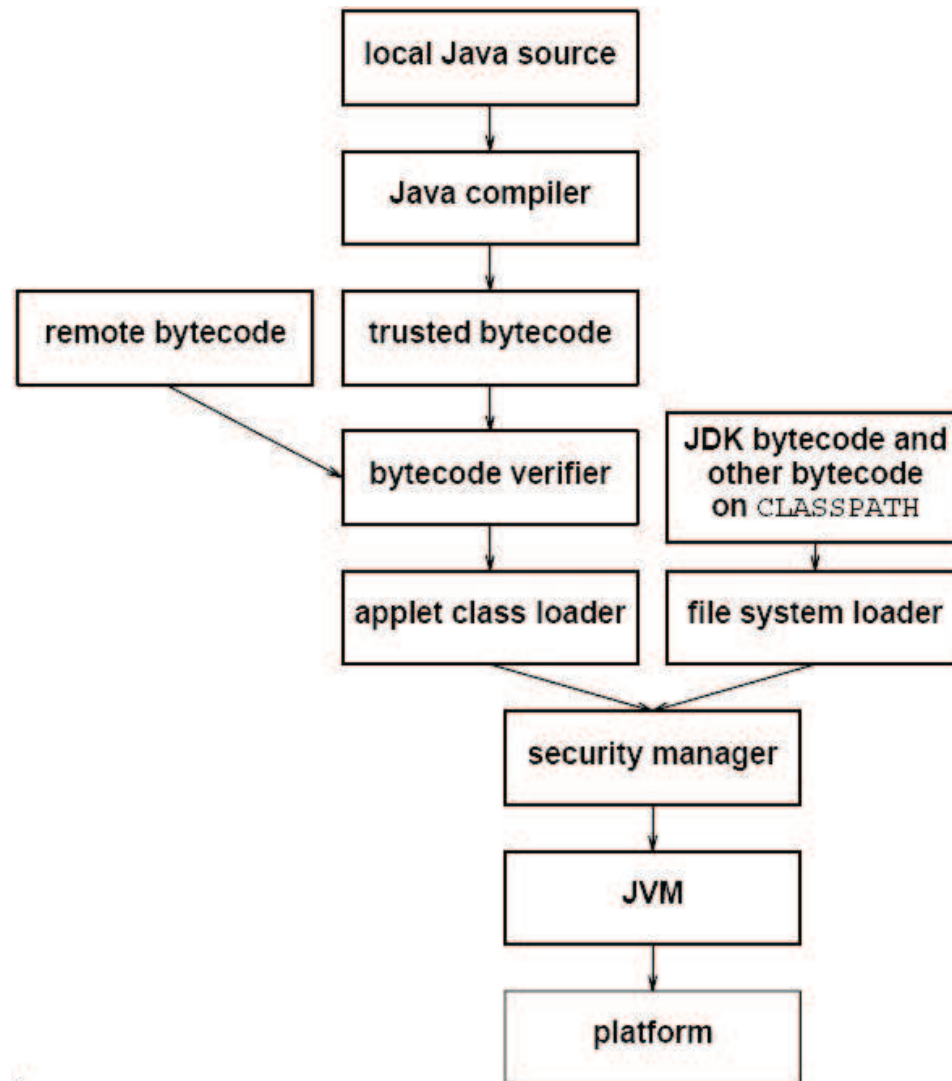 local Java source
Java compiler
remote bytecode
trusted bytecode
bytecode verifier
JDK bytecode and
other bytecode
on CLASSPATH
applet class loader
file system loader
security manager
JVM
platform